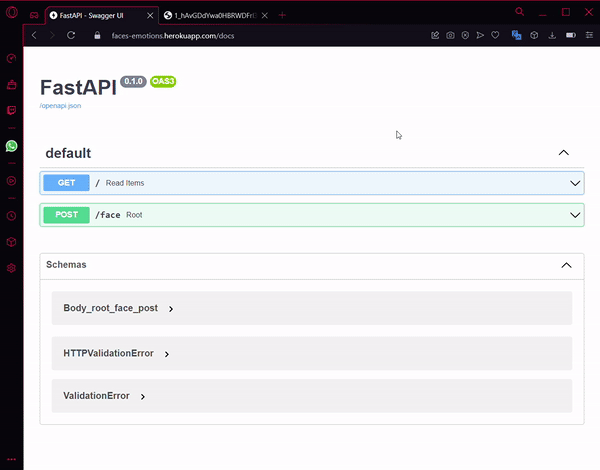 FastAPI - Swagger UI
faces-emotions.herokuapp.com/docs
FastAPI 0.1.0 OAS3
/openapi.json
default
GET / Read Items
POST /face Root
Schemas
Body_root_face_post
HTTPValidationError
ValidationError